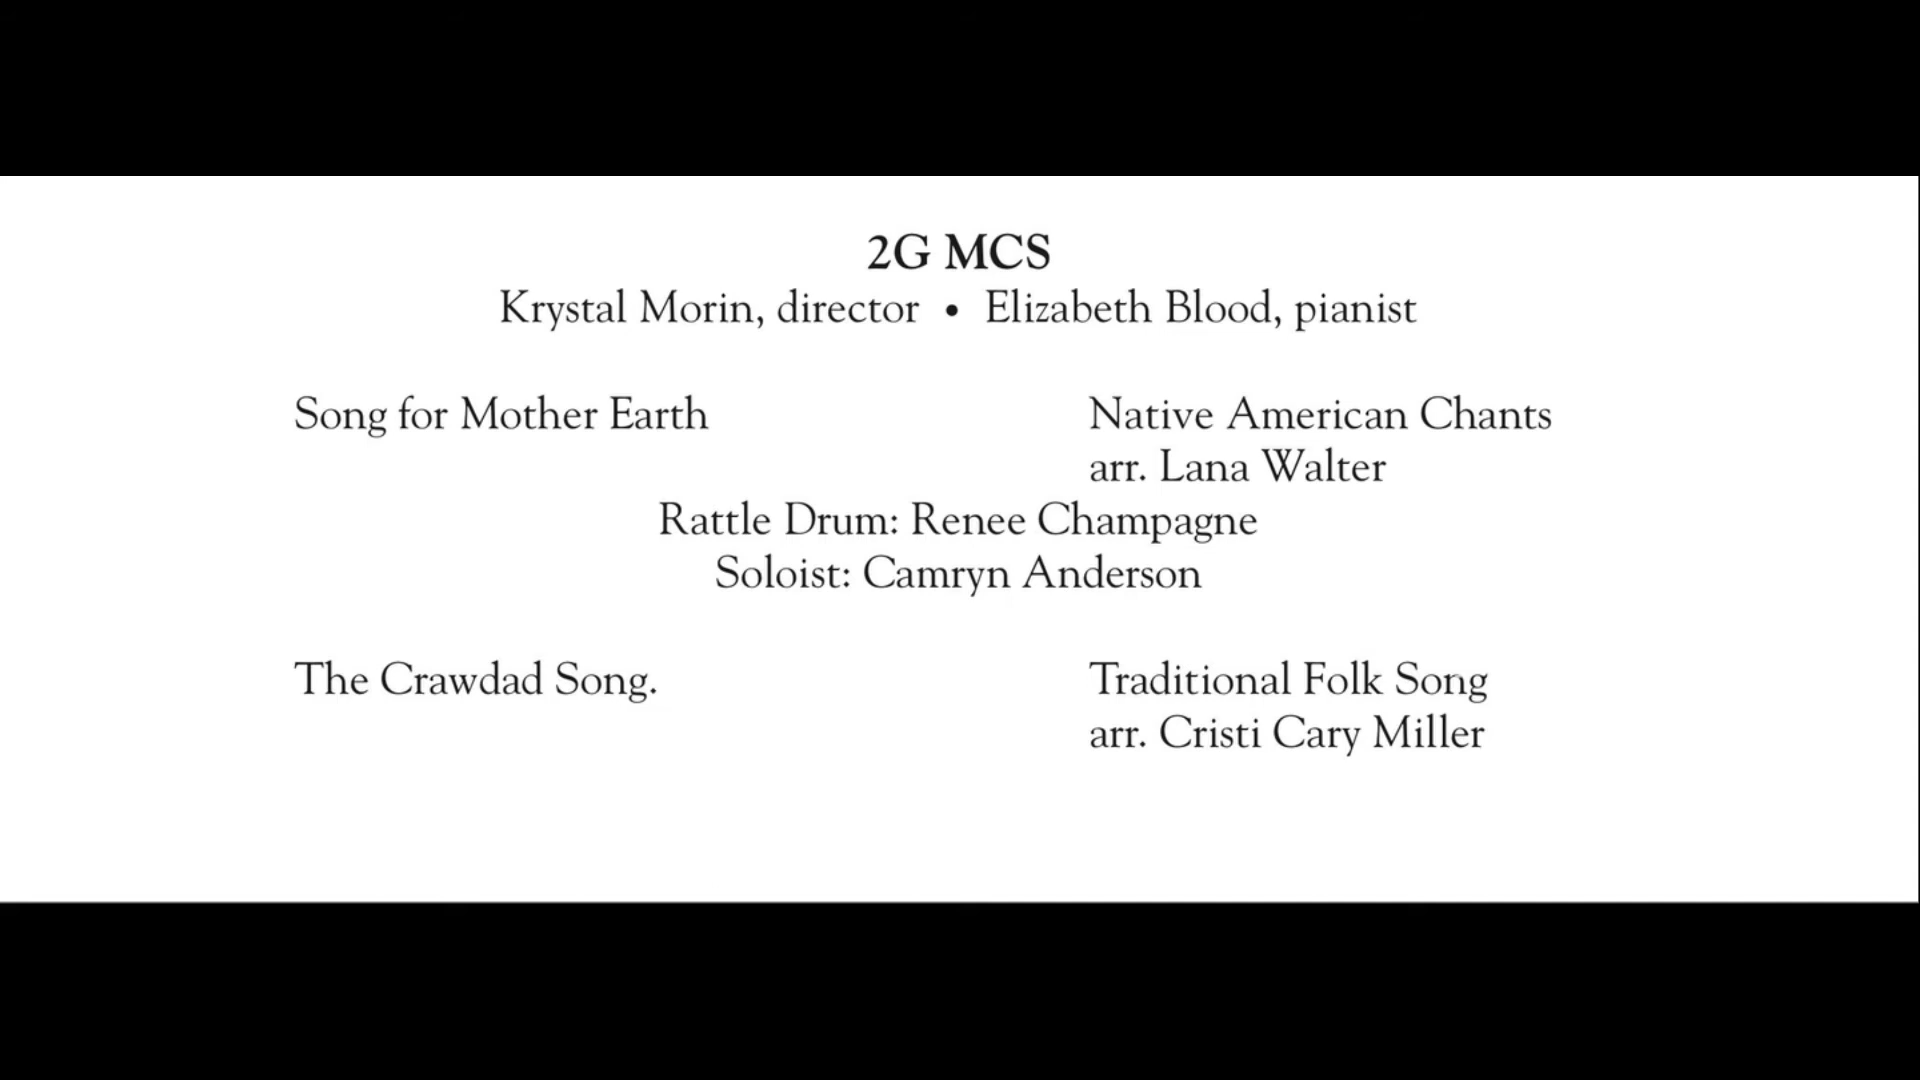 2G MCS
Krystal Morin, director • Elizabeth Blood, pianist
Song for Mother Earth Native American Chants
arr. Lana Walter
Rattle Drum: Renee Champagne
Soloist: Camryn Anderson
The Crawdad Song. Traditional Folk Song
arr. Cristi Cary Miller